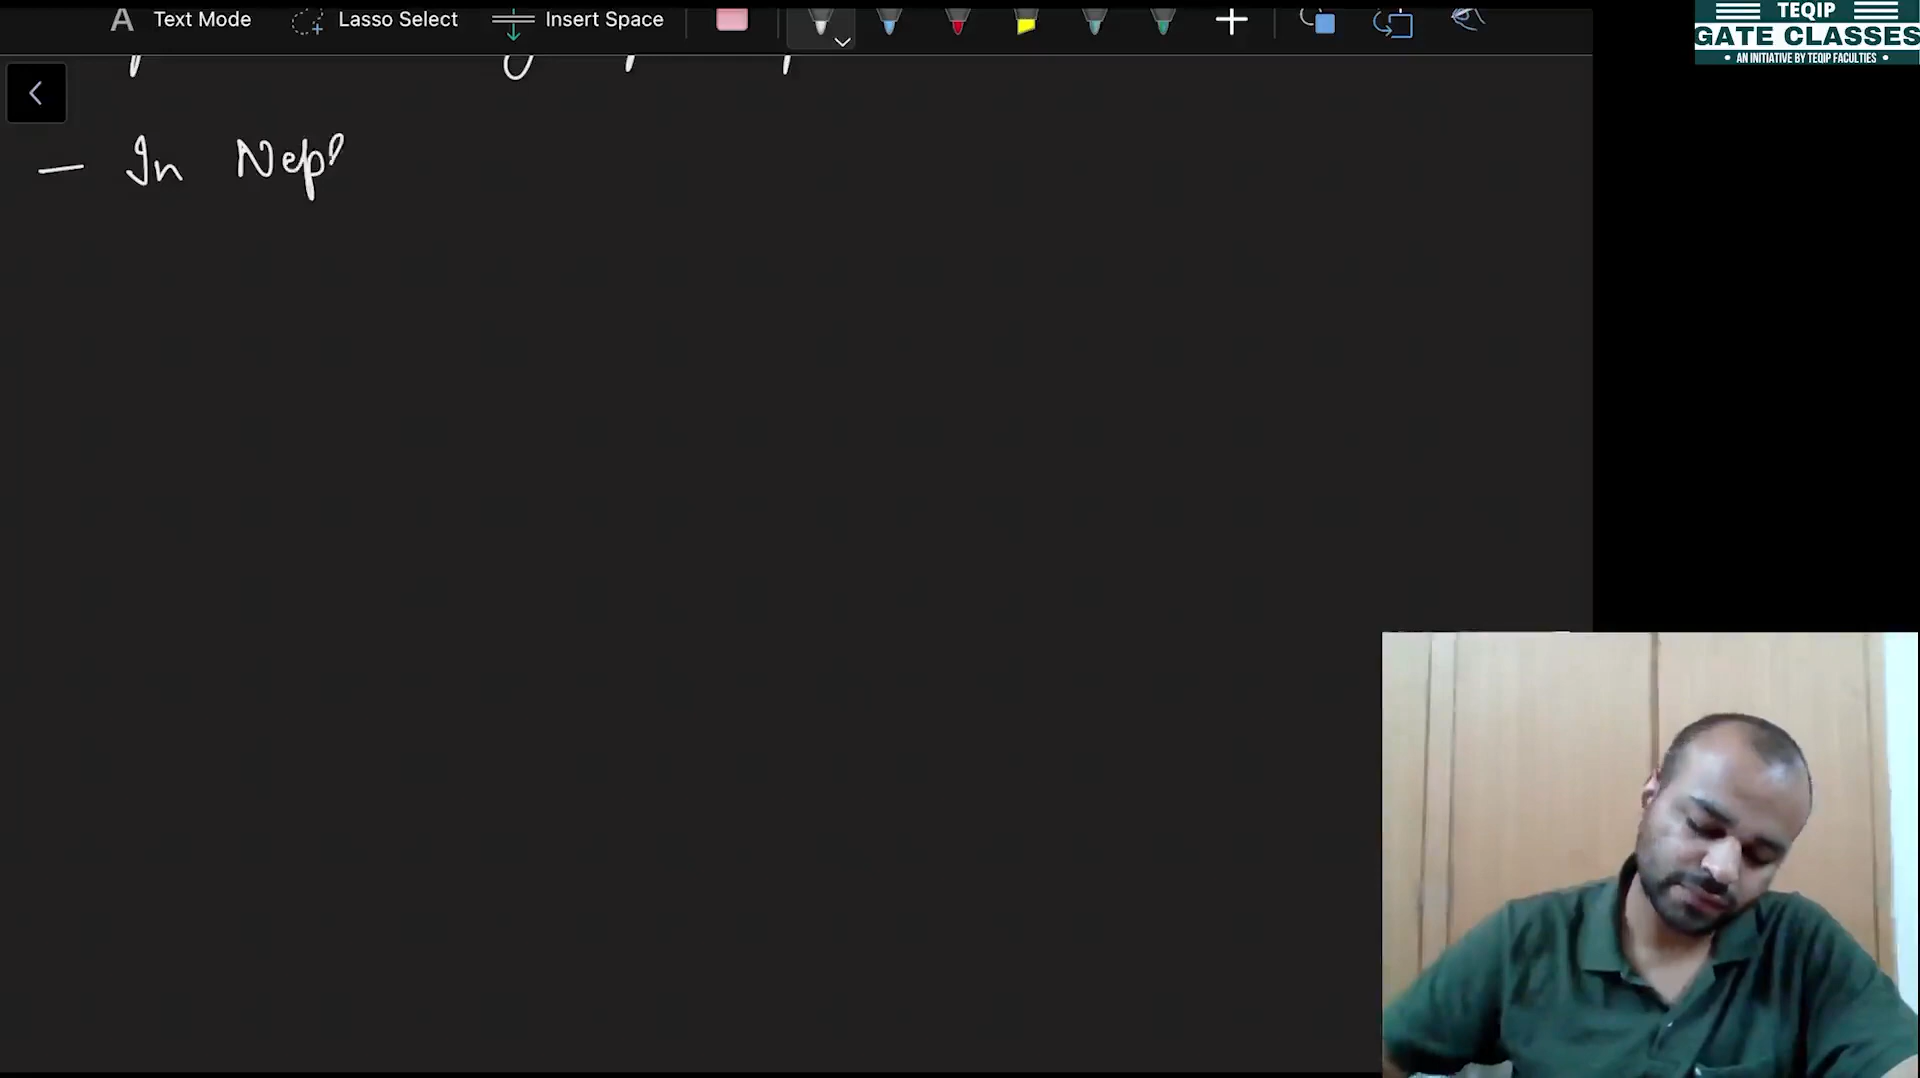 A Text Mode Lasso Select Insert Space
TEQIP
GATE CLASSES
• AN INITIATIVE BY TEQIP FACULTIES •
— In Nep